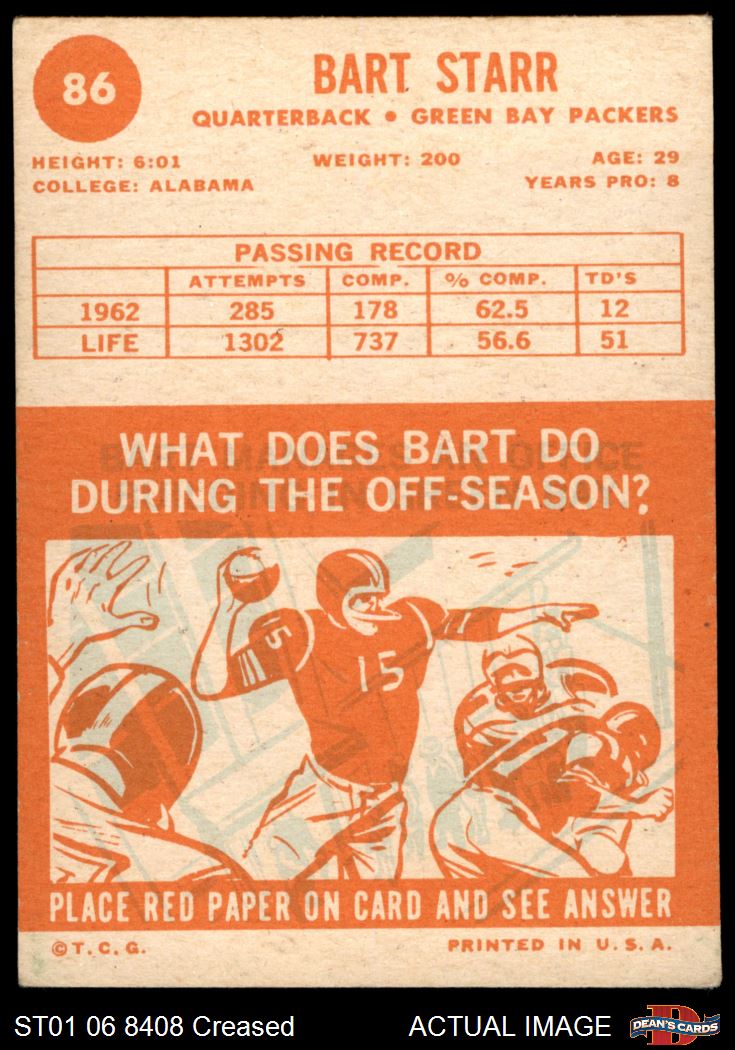 86
BART STARR
QUARTERBACK • GREEN BAY PACKERS
HEIGHT: 6:01 WEIGHT: 200 AGE: 29
COLLEGE: ALABAMA YEARS PRO: 8
PASSING RECORD
ATTEMPTS COMP. % COMP. TD'S
1962 285 178 62.5 12
LIFE 1302 737 56.6 51
WHAT DOES BART DO
DURING THE OFF-SEASON?
15
15
PLACE RED PAPER ON CARD AND SEE ANSWER
© T. C. G. PRINTED IN U. S. A.
ST01 06 8408 Creased ACTUAL IMAGE DEAN'S CARDS